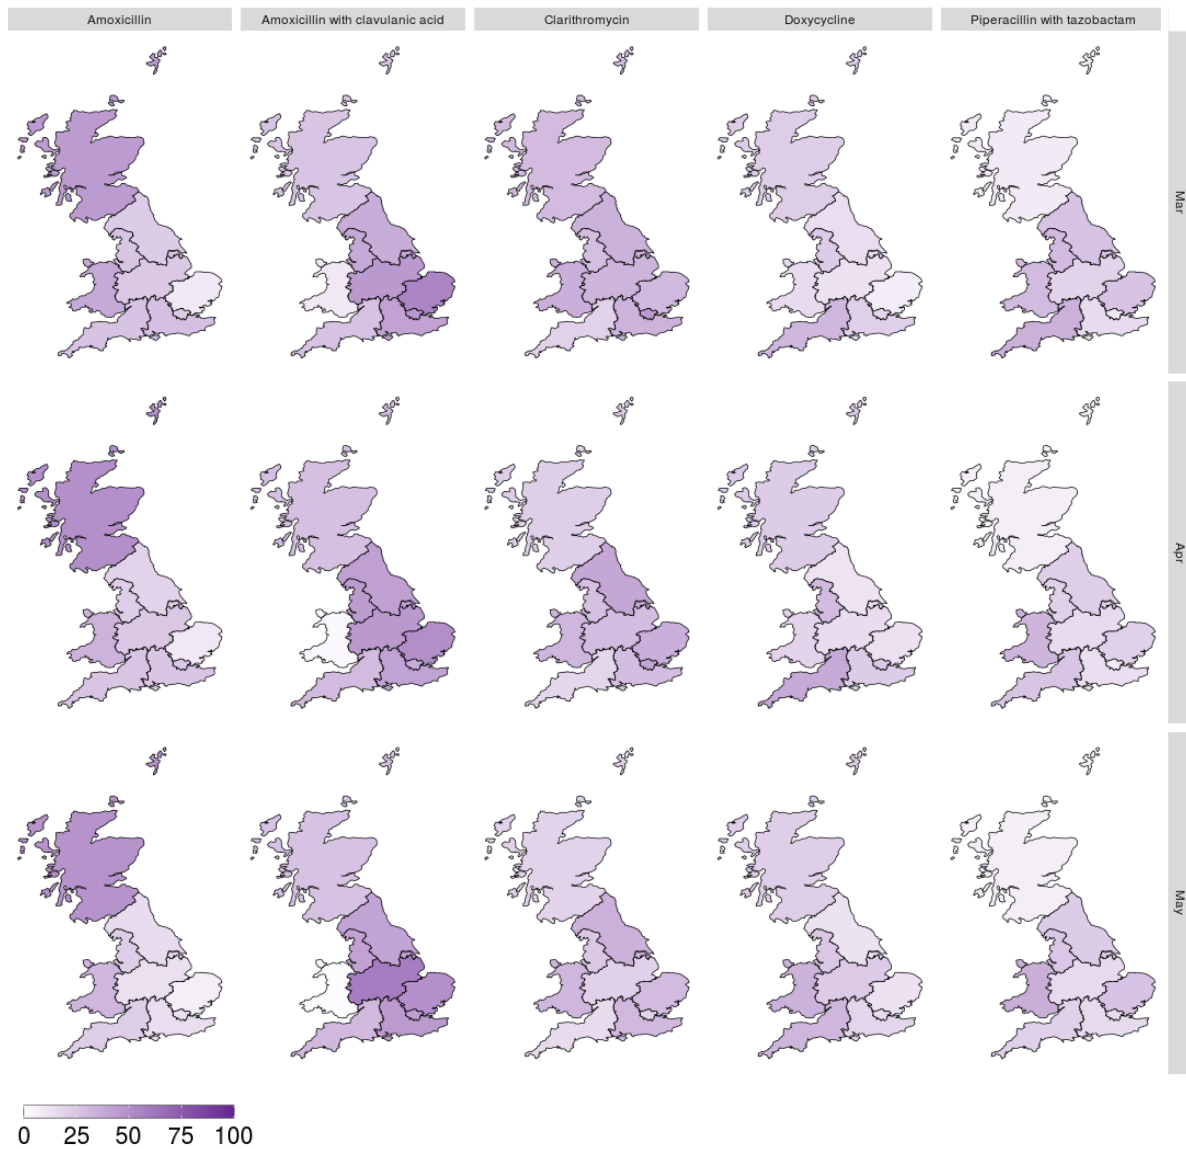 Amoxicillin
Amoxicillin with clavulanic acid
Clarithromycin
Doxycycline
Piperacillin with tazobactam
Mar
Apr
May
0 25 50 75 100